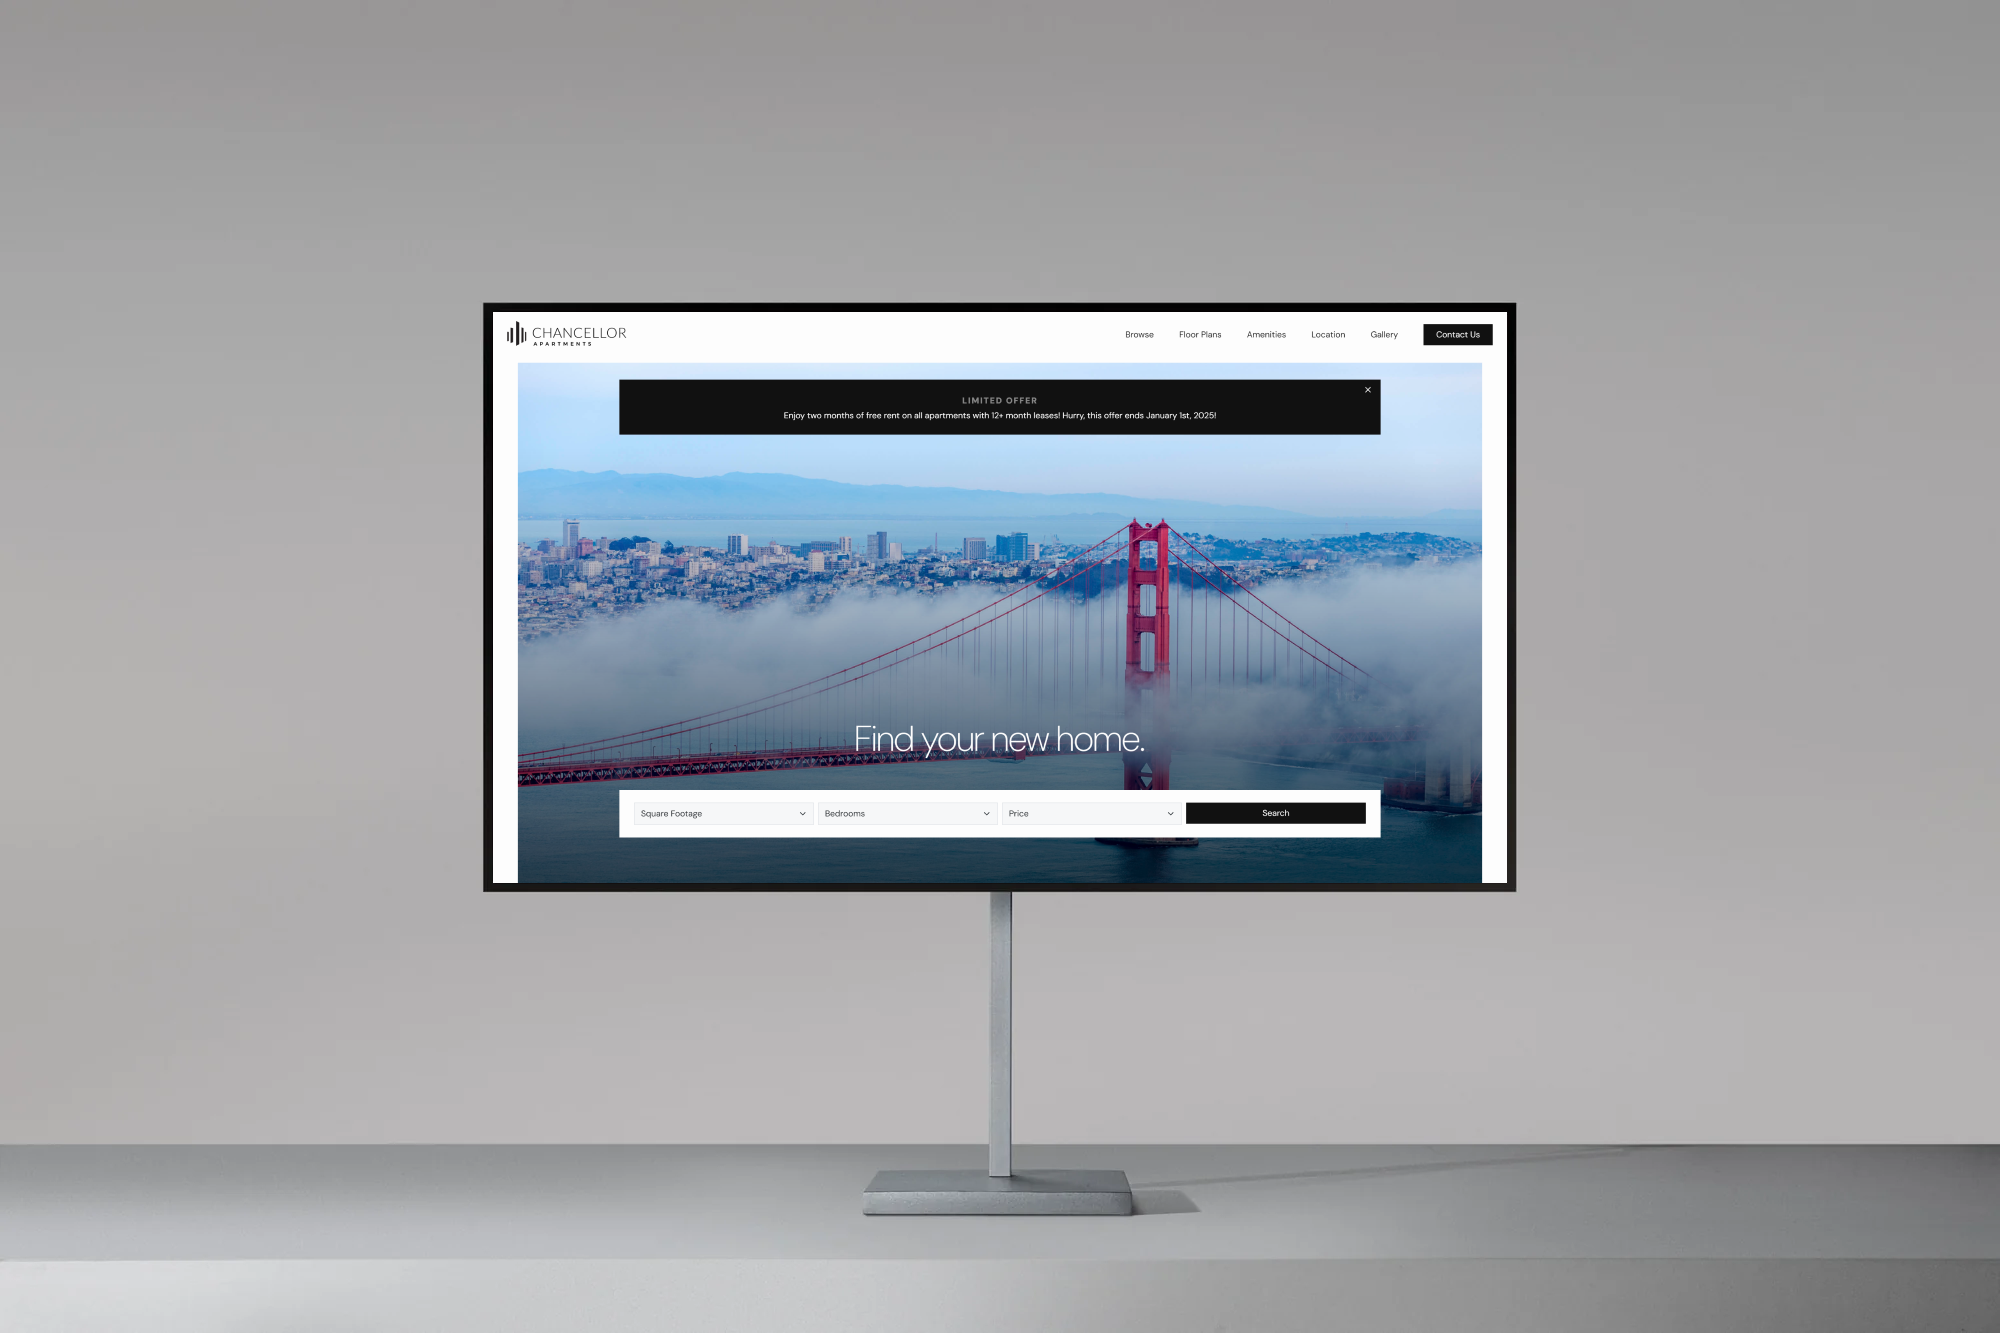 CHANCELLOR
APARTMENTS
Browse
Floor Plans
Amenities
Location
Gallery
Contact Us
LIMITED OFFER
Enjoy two months of free rent on all apartments with 12+ month leases! Hurry, this offer ends January 1st, 2025!
Find your new home.
Square Footage
Bedrooms
Price
Search